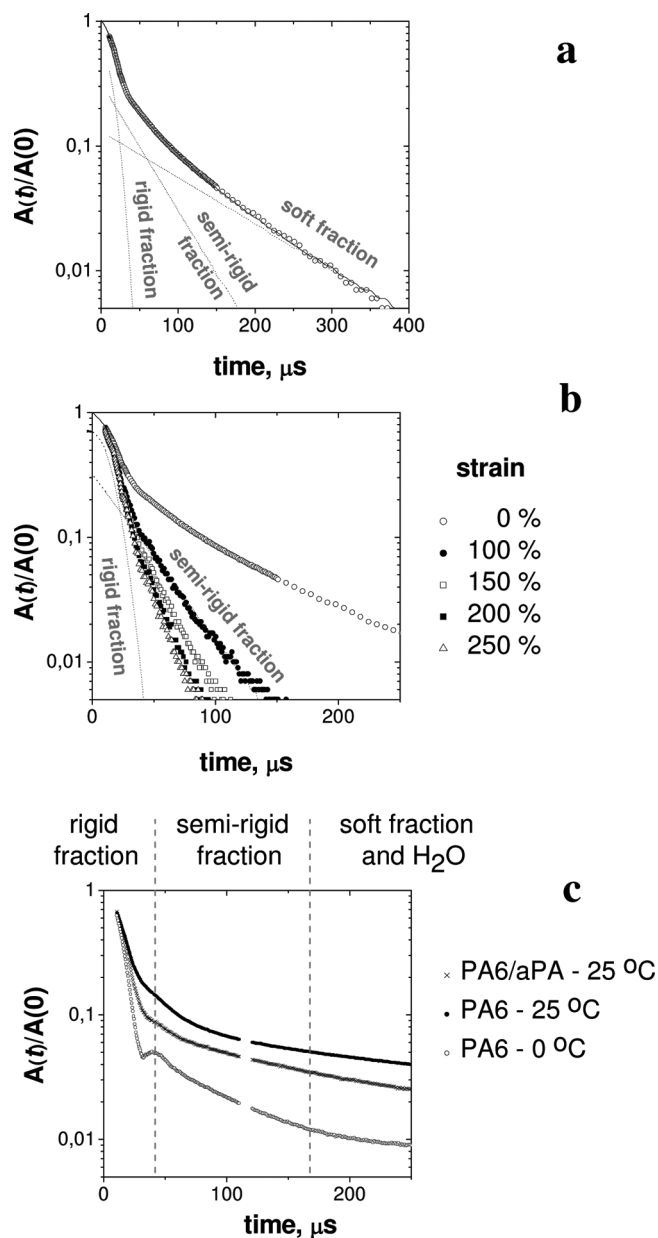 a
1
0,1
0,01
A(t)/A(0)
rigid fraction
semi-rigid
fraction
soft fraction
0 100 200 300 400
time, μs
b
1
0,1
0,01
A(t)/A(0)
rigid fraction
semi-rigid fraction
0 100 200
time, μs
strain
0 %
100 %
150 %
200 %
250 %
rigid
fraction
semi-rigid
fraction
soft fraction
and H₂O
c
1
0,1
0,01
A(t)/A(0)
0 100 200
time, μs
PA6/aPA - 25 ºC
PA6 - 25 ºC
PA6 - 0 ºC